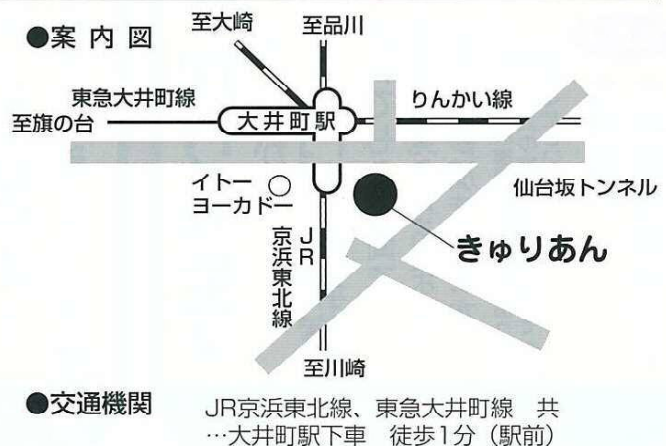 ●案内図
至大崎
至品川
東急大井町線
りんかい線
至旗の台
大井町駅
イトー
ヨーカドー
仙台坂トンネル
きゅりあん
JR
京浜東北線
至川崎
●交通機関
JR京浜東北線、東急大井町線 共
…大井町駅下車 徒歩1分（駅前）